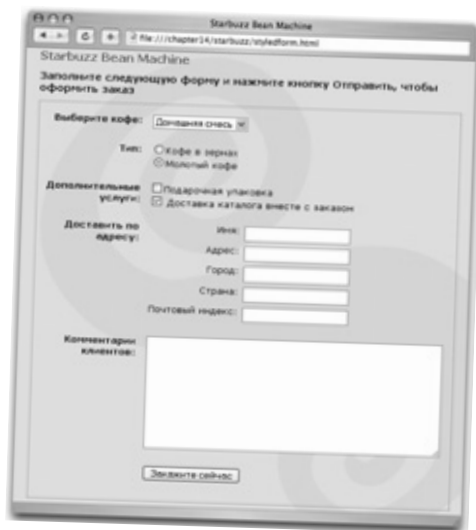 Starbuzz Bean Machine
file:///chapter14/starbuzz/styledform.html
Starbuzz Bean Machine
Заполните следующую форму и нажмите кнопку Отправить, чтобы
оформить заказ
Выберите кофе: Домашняя смесь
Тип: Кофе в зернах
Молотый кофе
Дополнительные
услуги: Подарочная упаковка
Доставка каталога вместе с заказом
Доставить по
адресу: Имя:
Адрес:
Город:
Страна:
Почтовый индекс:
Комментарии
клиентов:
Закажите сейчас